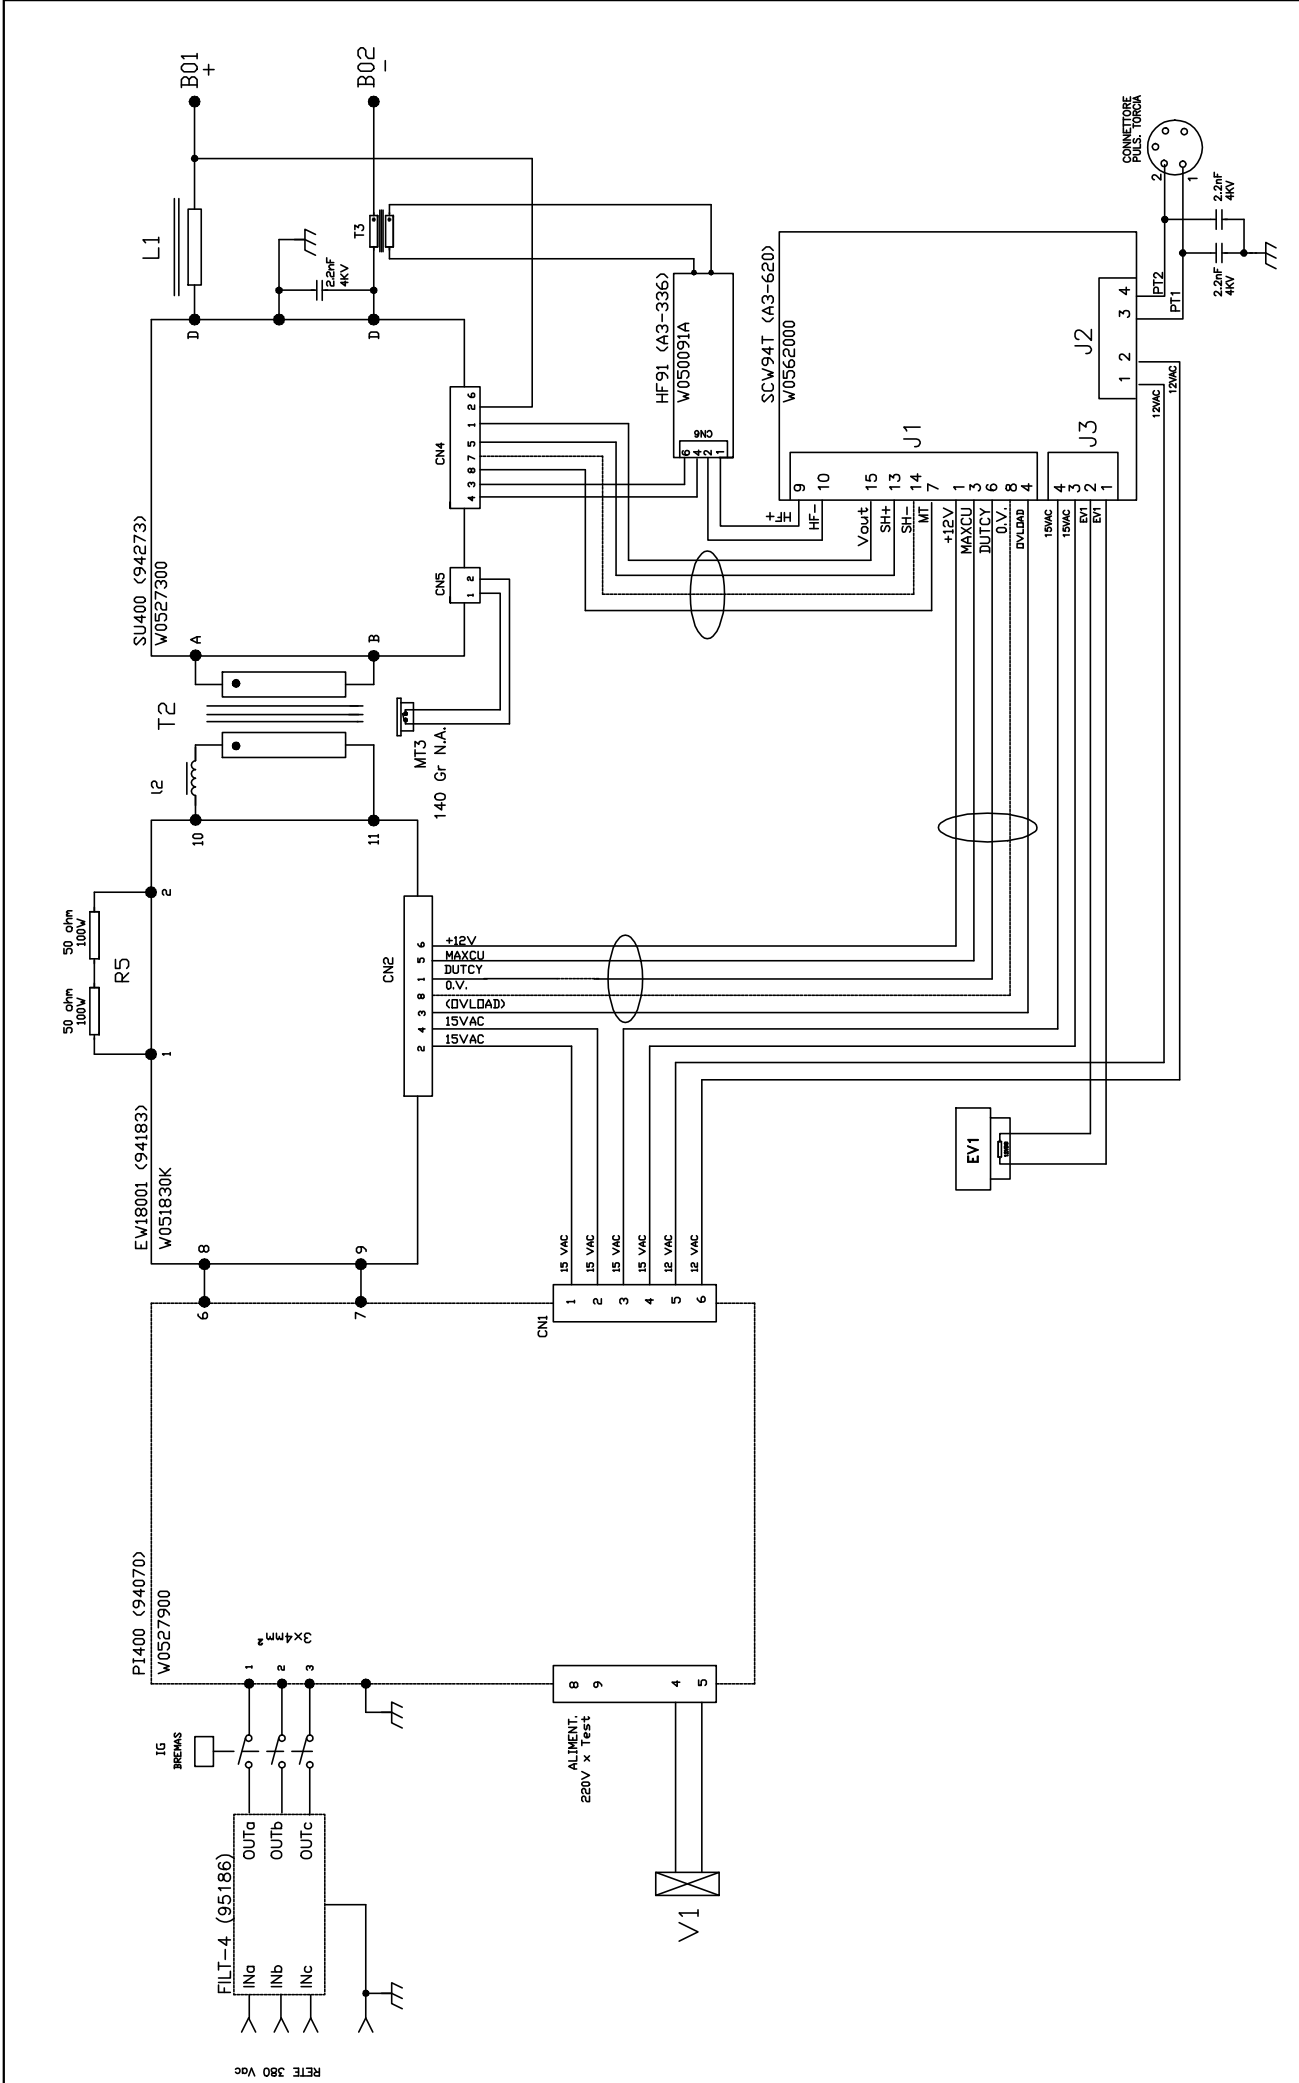 B01
+
B02
-
L1
D
D
2.2nF
4KV
T3
SU400 (94273)
W0527300
A
B
CN4
6
2
1
5
7
8
3
4
CN5
2
1
HF91 (A3-336)
W050091A
CN6
6
4
2
1
SCW94T (A3-620)
W0562000
J1
9
10
15
13
14
7
1
3
6
8
4
HF+
HF-
Vout
SH+
SH-
MT
+12V
MAXCU
DUTCY
0.V.
OVLOAD
J3
4
3
2
1
15VAC
15VAC
EV1
EV1
J2
1
2
3
4
12VAC
12VAC
PT2
PT1
CONNETTORE
PULS. TORCIA
2
1
2.2nF
4KV
2.2nF
4KV
T2
l2
MT3
140 Gr N.A.
10
11
50 ohm
100W
50 ohm
100W
R5
2
1
EW18001 (94183)
W051830K
8
9
CN2
6
5
1
8
3
4
2
+12V
MAXCU
DUTCY
0.V.
(OVLOAD)
15VAC
15VAC
EV1
PI400 (94070)
W0527900
6
7
CN1
1
2
3
4
5
6
15 VAC
15 VAC
15 VAC
15 VAC
12 VAC
12 VAC
3x4mm²
1
2
3
IG
BREMAS
FILT-4 (95186)
OUTa
OUTb
OUTc
INa
INb
INc
RETE 380 Vac
ALIMENT.
220V x Test
8
9
4
5
V1